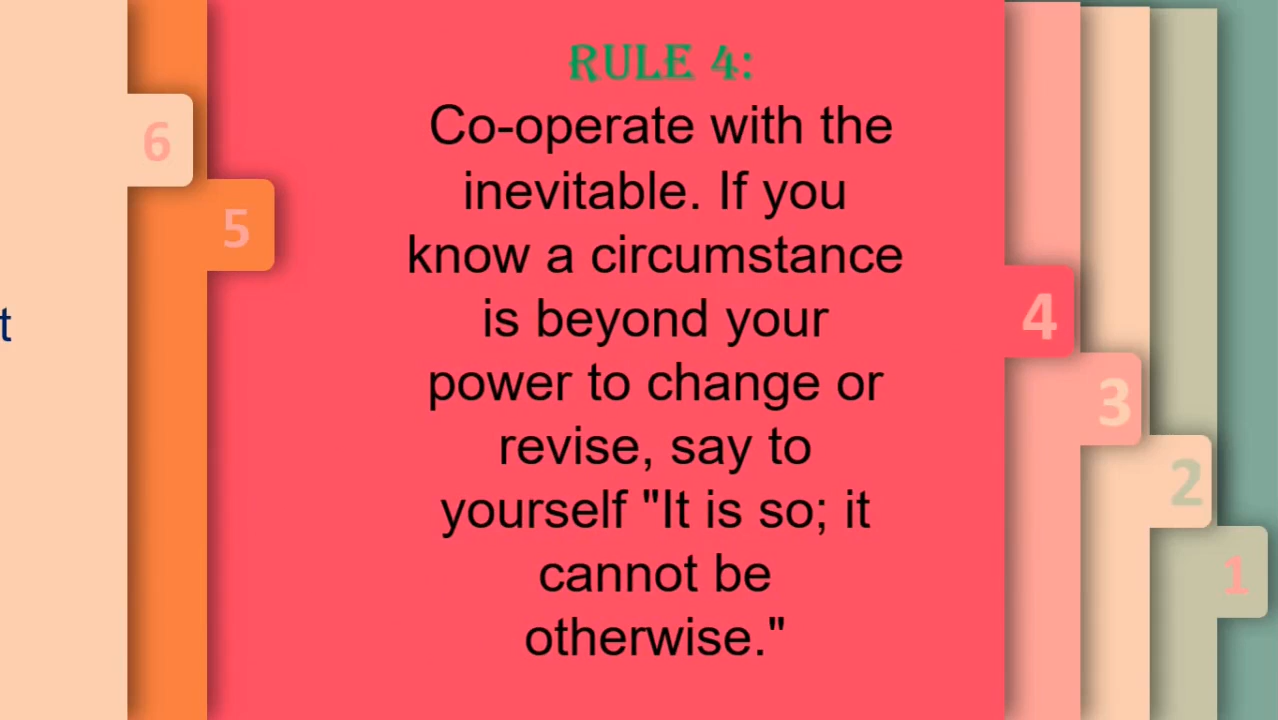 RULE 4:
Co-operate with the
inevitable. If you
know a circumstance
is beyond your
power to change or
revise, say to
yourself "It is so; it
cannot be
otherwise."
6
5
4
3
2
1
t